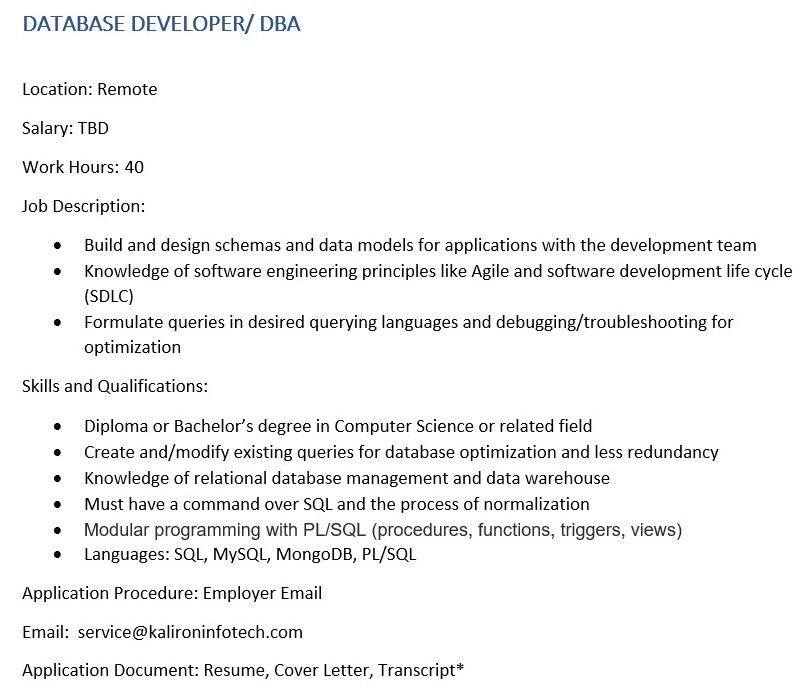 DATABASE DEVELOPER/ DBA
Location: Remote
Salary: TBD
Work Hours: 40
Job Description:
• Build and design schemas and data models for applications with the development team
• Knowledge of software engineering principles like Agile and software development life cycle
(SDLC)
• Formulate queries in desired querying languages and debugging/troubleshooting for
optimization
Skills and Qualifications:
• Diploma or Bachelor’s degree in Computer Science or related field
• Create and/modify existing queries for database optimization and less redundancy
• Knowledge of relational database management and data warehouse
• Must have a command over SQL and the process of normalization
• Modular programming with PL/SQL (procedures, functions, triggers, views)
• Languages: SQL, MySQL, MongoDB, PL/SQL
Application Procedure: Employer Email
Email:  service@kalironinfotech.com
Application Document: Resume, Cover Letter, Transcript*